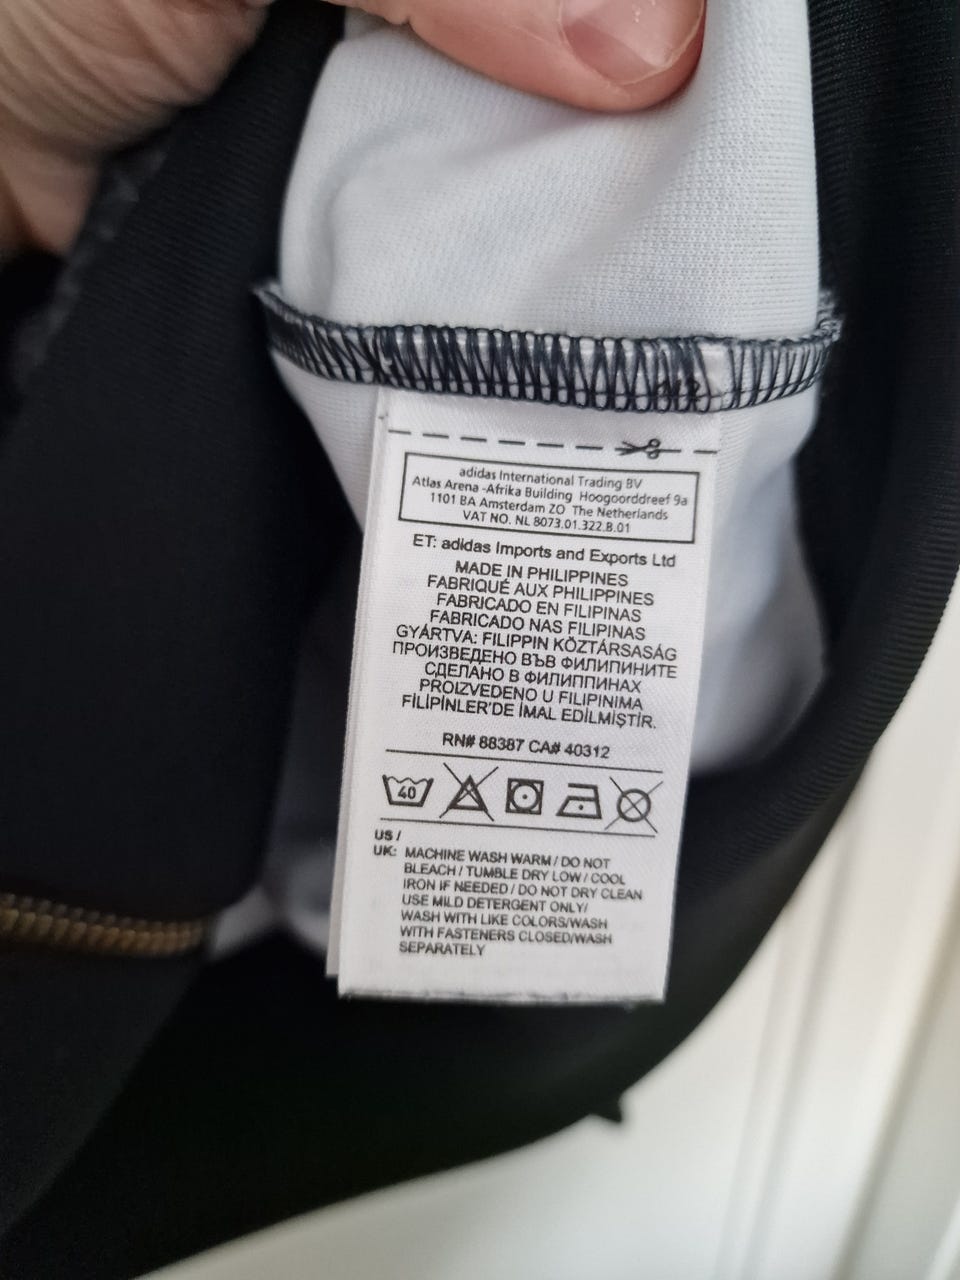 adidas International Trading BV
Atlas Arena -Afrika Building Hoogoorddreef 9a
1101 BA Amsterdam ZO The Netherlands
VAT NO. NL 8073.01.322.B.01
ET: adidas Imports and Exports Ltd
MADE IN PHILIPPINES
FABRIQUÉ AUX PHILIPPINES
FABRICADO EN FILIPINAS
FABRICADO NAS FILIPINAS
GYÁRTVA: FILIPPIN KÖZTÁRSASÁG
ПРОИЗВЕДЕНО ВЪВ ФИЛИПИНИТЕ
СДЕЛАНО В ФИЛИППИНАХ
PROIZVEDENO U FILIPINIMA
FİLİPİNLER'DE İMAL EDİLMİŞTİR.
RN# 88387 CA# 40312
40
US /
UK: MACHINE WASH WARM / DO NOT
BLEACH / TUMBLE DRY LOW / COOL
IRON IF NEEDED / DO NOT DRY CLEAN
USE MILD DETERGENT ONLY/
WASH WITH LIKE COLORS/WASH
WITH FASTENERS CLOSED/WASH
SEPARATELY